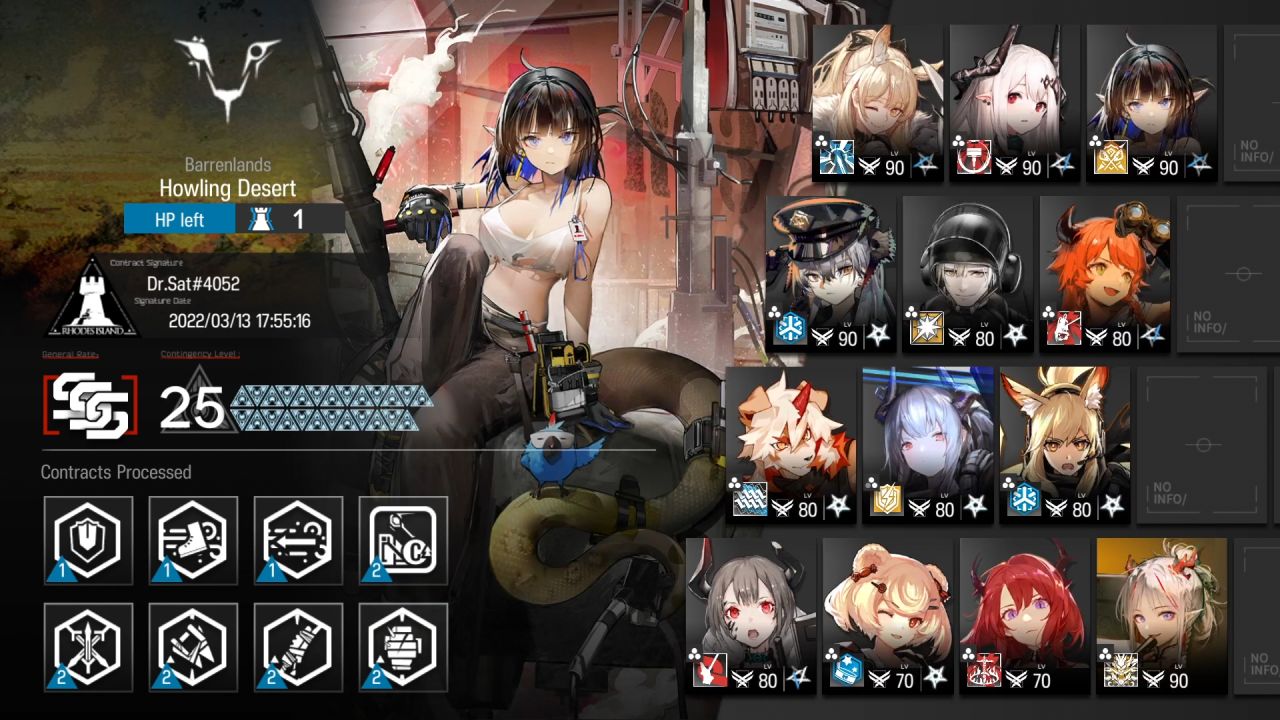 Barrenlands
Howling Desert
HP left 1
Contract Signature
Dr.Sat#4052
Signature Date
2022/03/13 17:55:16
RHODES ISLAND
General Rate:
Contingency Level:
25
Contracts Processed
1 1 1 2
2 2 2 2
1
LV 90 LV 90 LV 90 NO INFO/
LV 90 LV 80 LV 80 NO INFO/
LV 80 LV 80 LV 80 NO INFO/
LV 80 LV 70 LV 70 LV 90 NO INFO